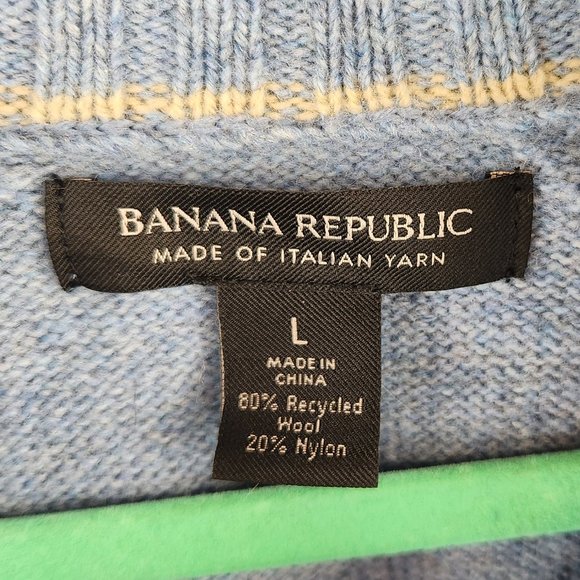 BANANA REPUBLIC
MADE OF ITALIAN YARN
L
MADE IN
CHINA
80% Recycled
Wool
20% Nylon